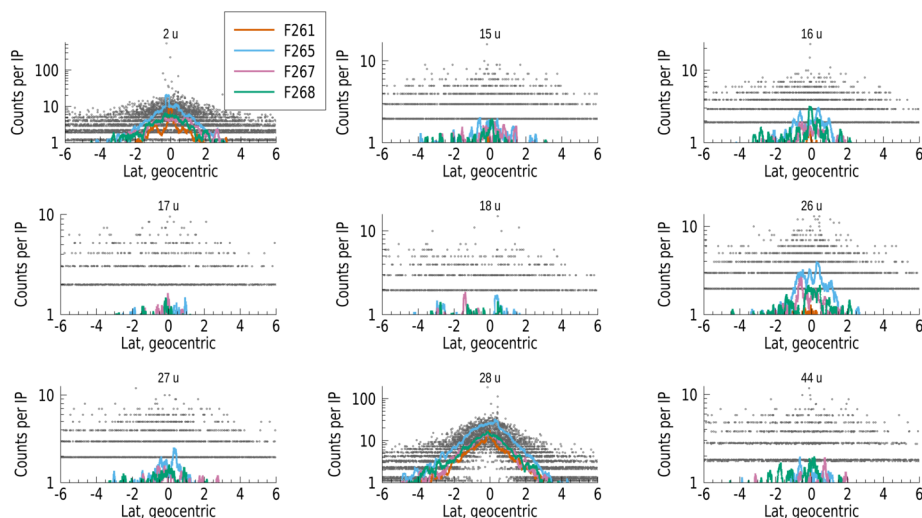 2 u
15 u
16 u
F261
F265
F267
F268
Counts per IP
100
10
1
-6 -4 -2 0 2 4 6
Lat, geocentric
Counts per IP
10
1
-6 -4 -2 0 2 4 6
Lat, geocentric
Counts per IP
10
1
-6 -4 -2 0 2 4 6
Lat, geocentric
17 u
18 u
26 u
Counts per IP
10
1
-6 -4 -2 0 2 4 6
Lat, geocentric
Counts per IP
10
1
-6 -4 -2 0 2 4 6
Lat, geocentric
Counts per IP
10
1
-6 -4 -2 0 2 4 6
Lat, geocentric
27 u
28 u
44 u
Counts per IP
10
1
-6 -4 -2 0 2 4 6
Lat, geocentric
Counts per IP
100
10
1
-6 -4 -2 0 2 4 6
Lat, geocentric
Counts per IP
10
1
-6 -4 -2 0 2 4 6
Lat, geocentric